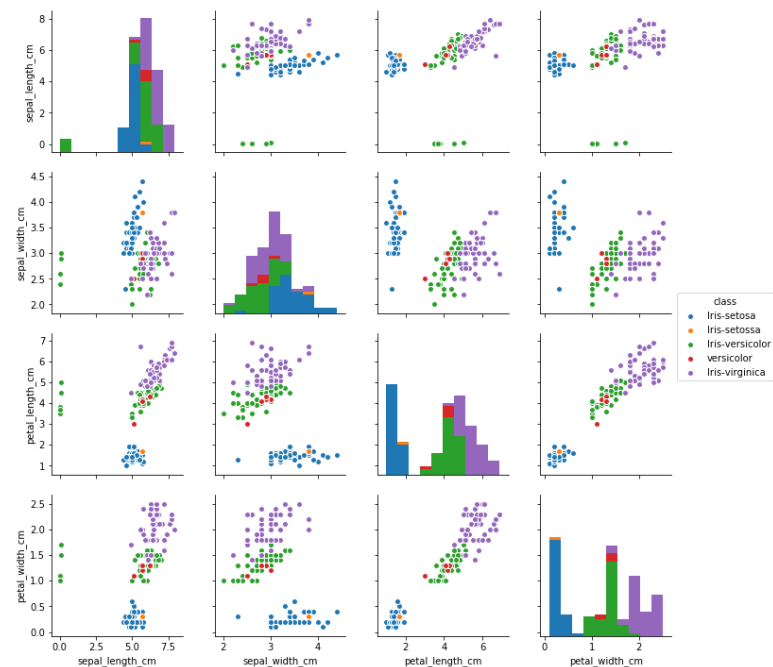 8
6
4
2
0
sepal_length_cm
4.5
4.0
3.5
3.0
2.5
2.0
sepal_width_cm
class
Iris-setosa
Iris-setossa
Iris-versicolor
versicolor
Iris-virginica
7
6
5
4
3
2
1
petal_length_cm
2.5
2.0
1.5
1.0
0.5
0.0
petal_width_cm
0.0 2.5 5.0 7.5
sepal_length_cm
2 3 4
sepal_width_cm
2 4 6
petal_length_cm
0 1 2
petal_width_cm